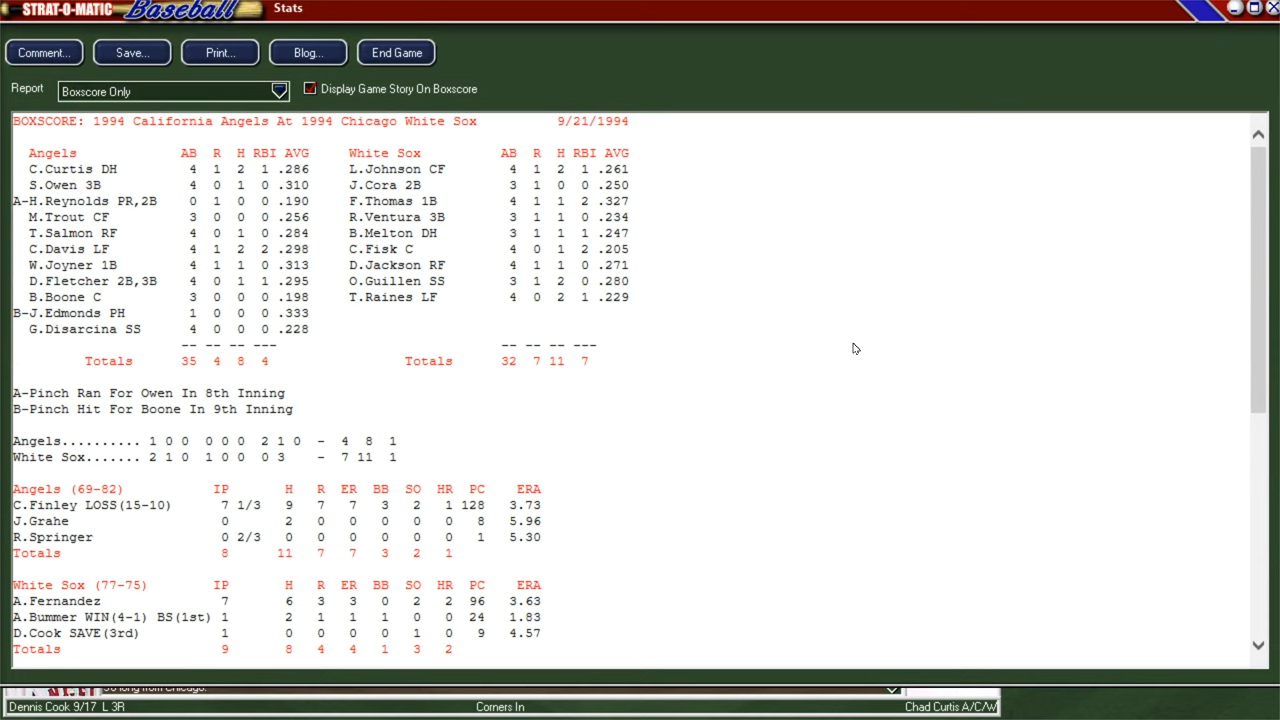 STRAT-O-MATIC Baseball Stats
Comment... Save... Print... Blog... End Game
Report Boxscore Only Display Game Story On Boxscore
BOXSCORE: 1994 California Angels At 1994 Chicago White Sox 9/21/1994
Angels AB R H RBI AVG White Sox AB R H RBI AVG
C.Curtis DH 4 1 2 1 .286 L.Johnson CF 4 1 2 1 .261
S.Owen 3B 4 0 1 0 .310 J.Cora 2B 3 1 0 0 .250
A-H.Reynolds PR,2B 0 1 0 0 .190 F.Thomas 1B 4 1 1 2 .327
M.Trout CF 3 0 0 0 .256 R.Ventura 3B 3 1 1 0 .234
T.Salmon RF 4 0 1 0 .284 B.Melton DH 3 1 1 1 .247
C.Davis LF 4 1 2 2 .298 C.Fisk C 4 0 1 2 .205
W.Joyner 1B 4 1 1 0 .313 D.Jackson RF 4 1 1 0 .271
D.Fletcher 2B,3B 4 0 1 1 .295 O.Guillen SS 3 1 2 0 .280
B.Boone C 3 0 0 0 .198 T.Raines LF 4 0 2 1 .229
B-J.Edmonds PH 1 0 0 0 .333
G.Disarcina SS 4 0 0 0 .228
-- -- -- --- -- -- -- ---
Totals 35 4 8 4 Totals 32 7 11 7
A-Pinch Ran For Owen In 8th Inning
B-Pinch Hit For Boone In 9th Inning
Angels.......... 1 0 0 0 0 0 2 1 0 - 4 8 1
White Sox....... 2 1 0 1 0 0 0 3 - 7 11 1
Angels (69-82) IP H R ER BB SO HR PC ERA
C.Finley LOSS(15-10) 7 1/3 9 7 7 3 2 1 128 3.73
J.Grahe 0 2 0 0 0 0 0 8 5.96
R.Springer 0 2/3 0 0 0 0 0 0 1 5.30
Totals 8 11 7 7 3 2 1
White Sox (77-75) IP H R ER BB SO HR PC ERA
A.Fernandez 7 6 3 3 0 2 2 96 3.63
A.Bummer WIN(4-1) BS(1st) 1 2 1 1 1 0 0 24 1.83
D.Cook SAVE(3rd) 1 0 0 0 0 1 0 9 4.57
Totals 9 8 4 4 1 3 2
So long from Chicago.
Dennis Cook 9/17 L 3R Corners In Chad Curtis A/C/W